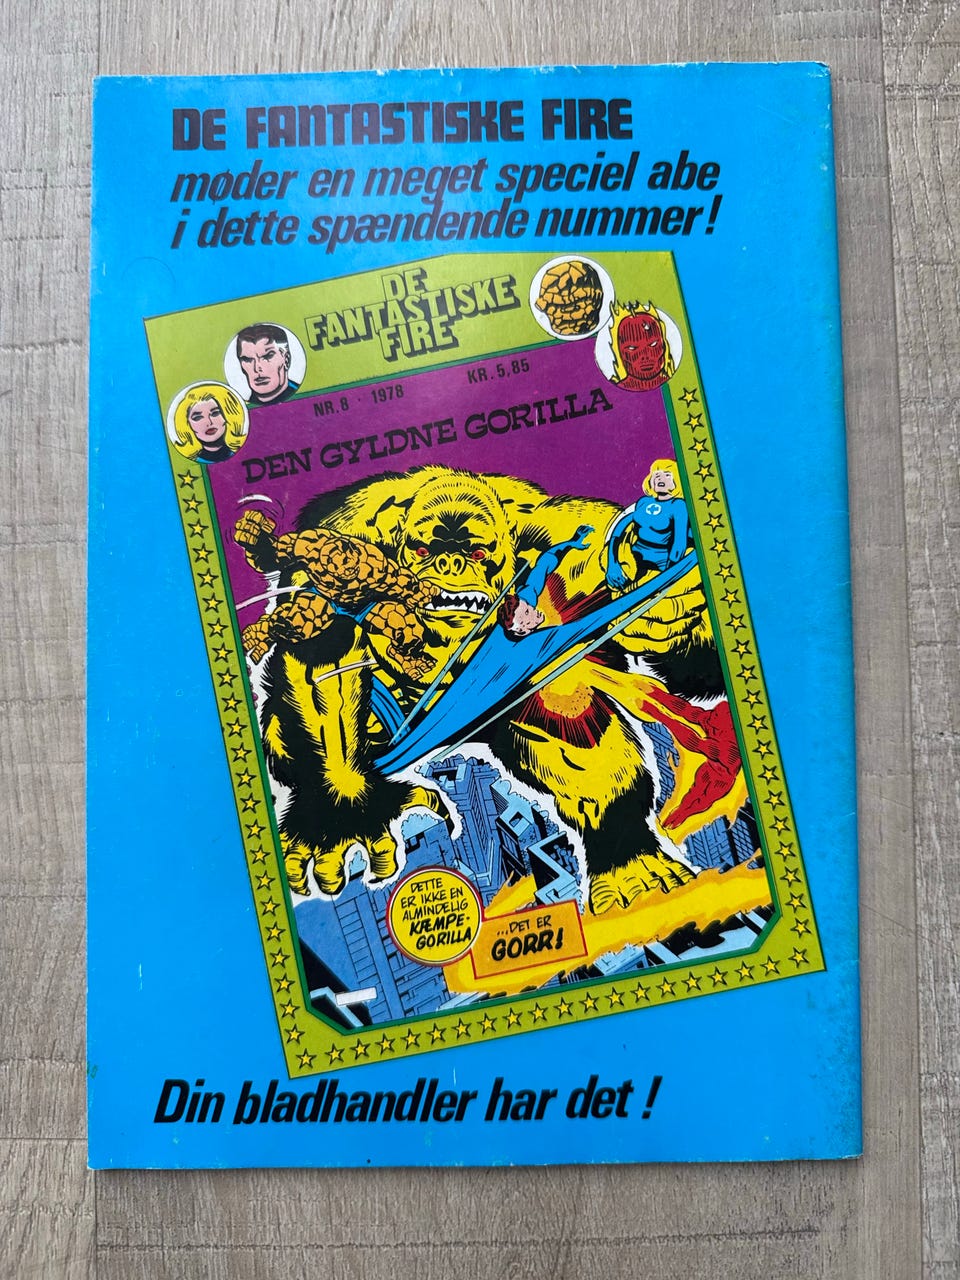 DE FANTASTISKE FIRE
møder en meget speciel abe
i dette spændende nummer!
DE
FANTASTISKE
FIRE
NR. 8 · 1978
KR. 5,85
DEN GYLDNE GORILLA
DETTE
ER IKKE EN
ALMINDELIG
KÆMPE-
GORILLA
...DET ER
GORR!
Din bladhandler har det!